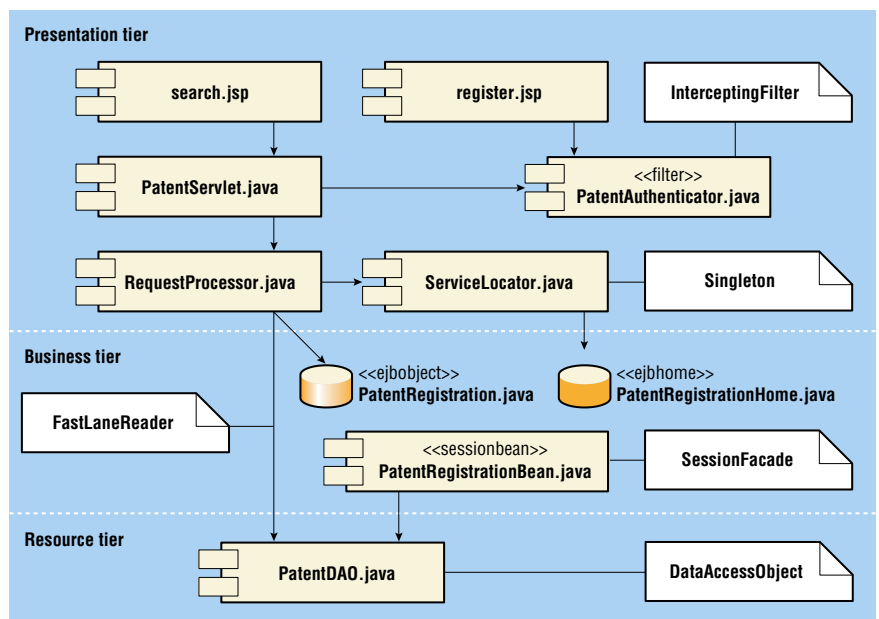 Presentation tier
search.jsp
register.jsp
InterceptingFilter
PatentServlet.java
<<filter>>
PatentAuthenticator.java
RequestProcessor.java
ServiceLocator.java
Singleton
Business tier
<<ejbobject>>
PatentRegistration.java
<<ejbhome>>
PatentRegistrationHome.java
FastLaneReader
<<sessionbean>>
PatentRegistrationBean.java
SessionFacade
Resource tier
PatentDAO.java
DataAccessObject